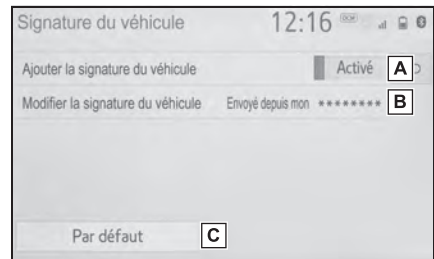 Signature du véhicule 12:16
Ajouter la signature du véhicule Activé A
Modifier la signature du véhicule Envoyé depuis mon ******** B
Par défaut C